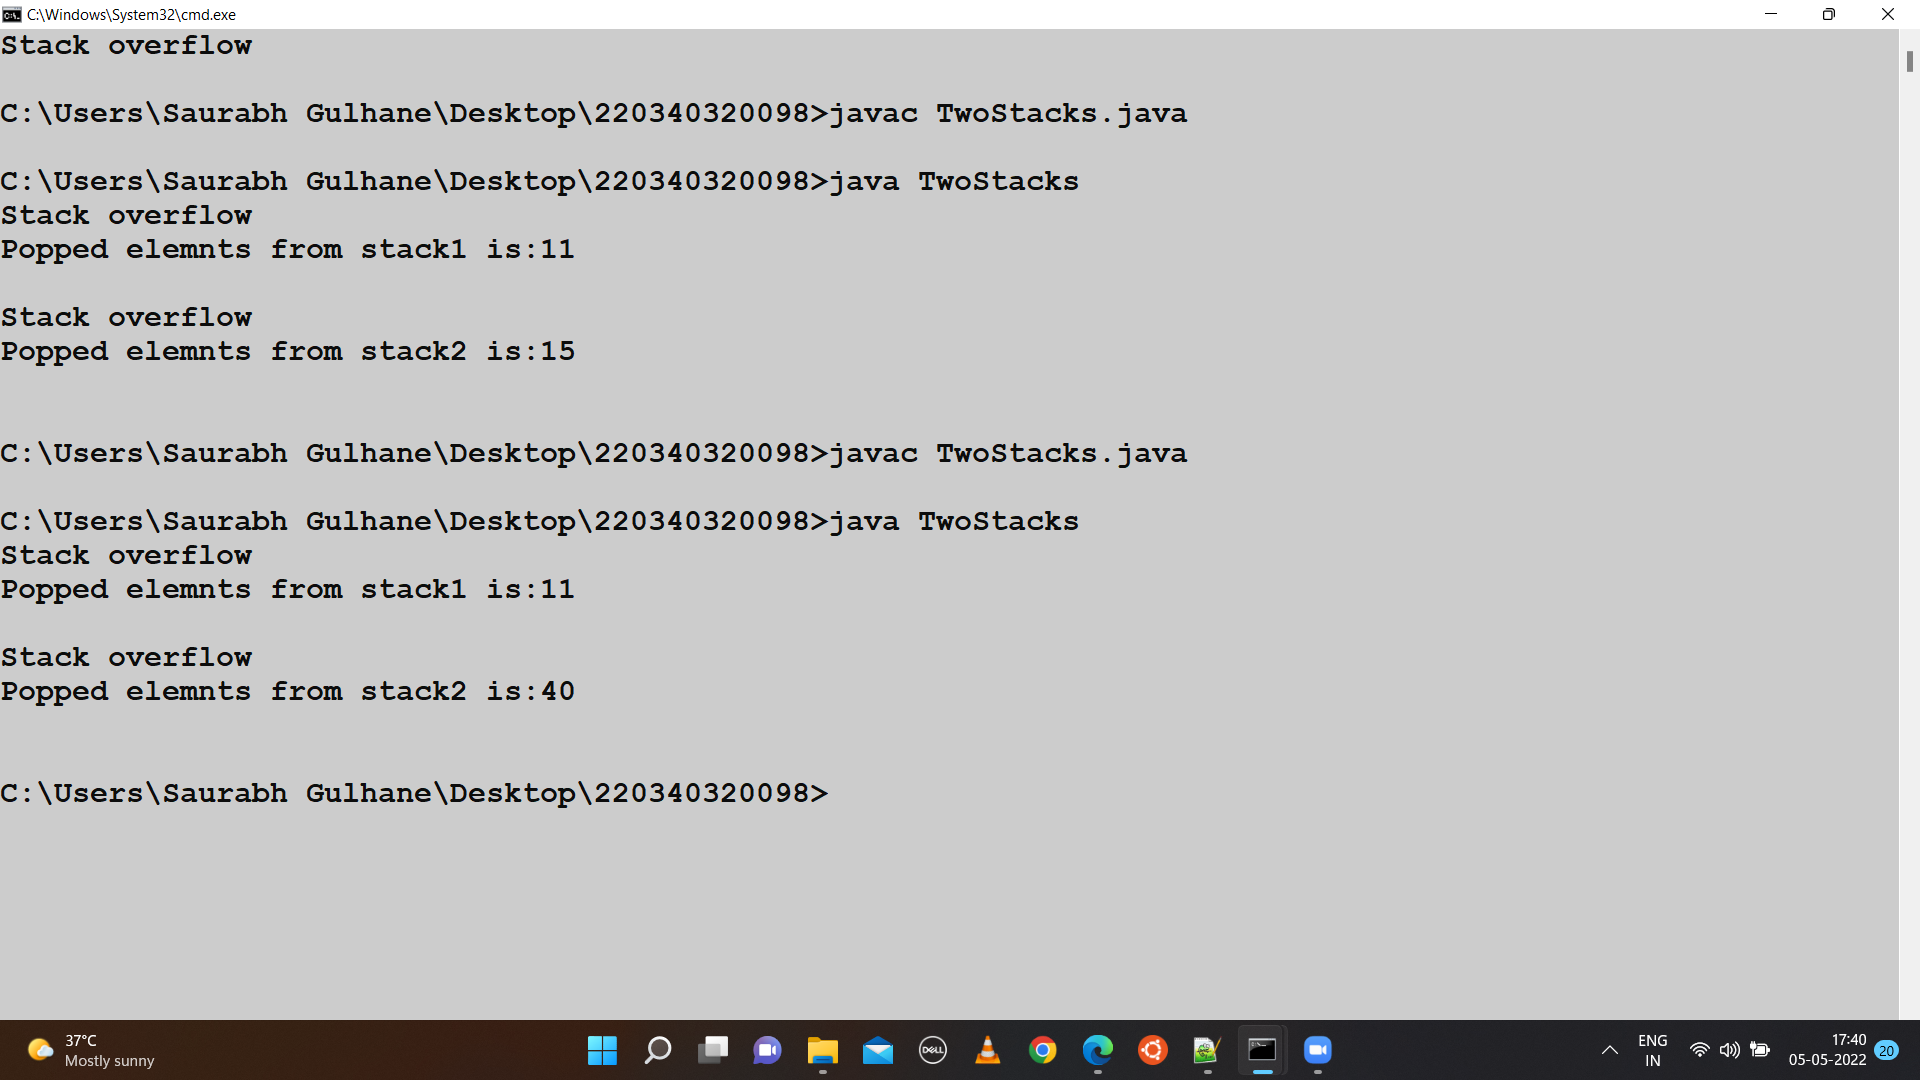 C:\Windows\System32\cmd.exe
Stack overflow
C:\Users\Saurabh Gulhane\Desktop\220340320098>javac TwoStacks.java
C:\Users\Saurabh Gulhane\Desktop\220340320098>java TwoStacks
Stack overflow
Popped elemnts from stack1 is:11
Stack overflow
Popped elemnts from stack2 is:15
C:\Users\Saurabh Gulhane\Desktop\220340320098>javac TwoStacks.java
C:\Users\Saurabh Gulhane\Desktop\220340320098>java TwoStacks
Stack overflow
Popped elemnts from stack1 is:11
Stack overflow
Popped elemnts from stack2 is:40
C:\Users\Saurabh Gulhane\Desktop\220340320098>
37°C
Mostly sunny
DELL
ENG
IN
17:40
05-05-2022
20